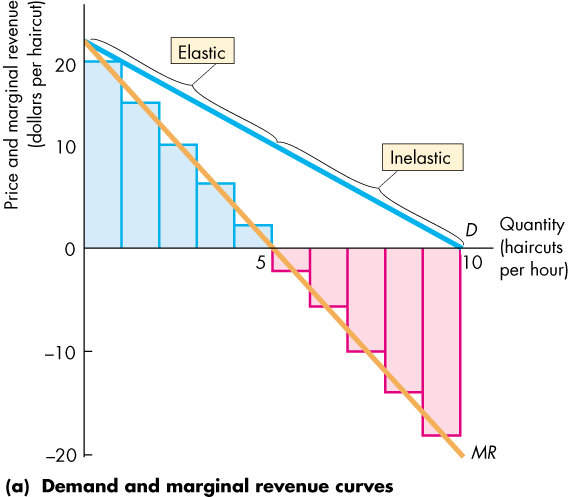 Price and marginal revenue
(dollars per haircut)
Elastic
20
10
Inelastic
D
Quantity
(haircuts
per hour)
0
5
10
–10
–20
MR
(a) Demand and marginal revenue curves